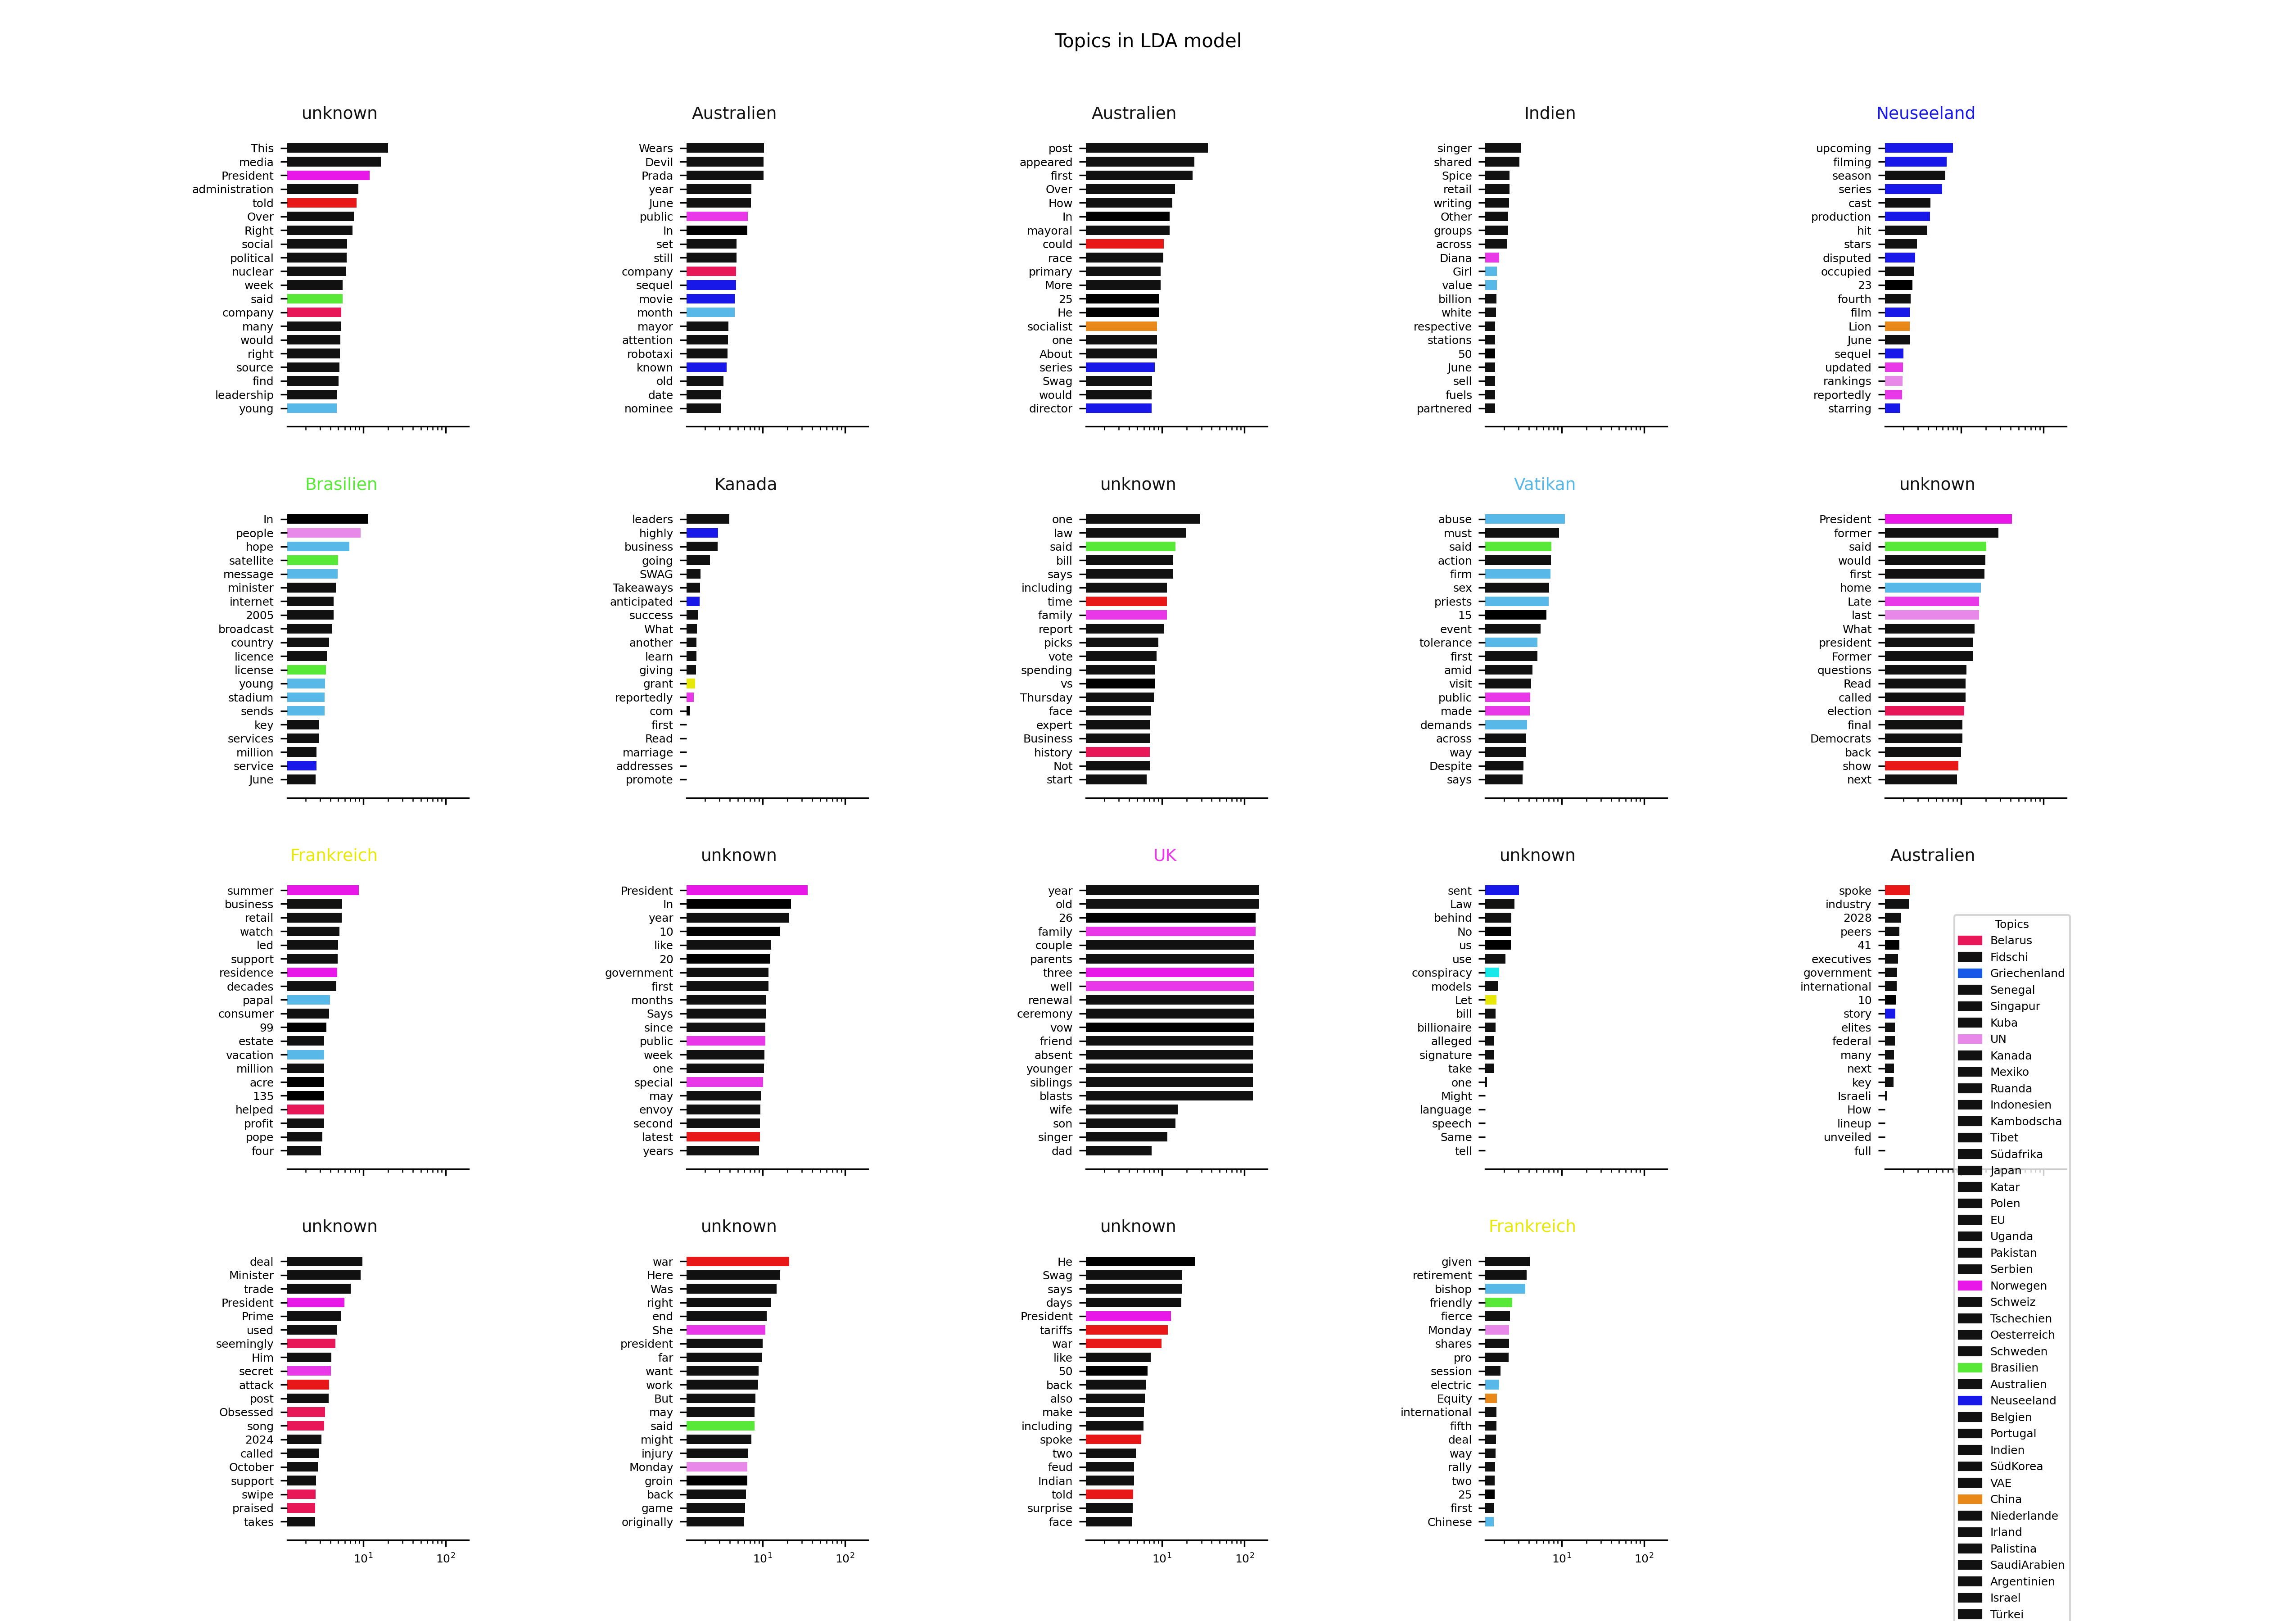 Topics in LDA model
unknown
This
media
President
administration
told
Over
Right
social
political
nuclear
week
said
company
many
would
right
source
find
leadership
young
Australien
Wears
Devil
Prada
year
June
public
In
set
still
company
sequel
movie
month
mayor
attention
robotaxi
known
old
date
nominee
Australien
post
appeared
first
Over
How
In
mayoral
could
race
primary
More
25
He
socialist
one
About
series
Swag
would
director
Indien
singer
shared
Spice
retail
writing
Other
groups
across
Diana
Girl
value
billion
white
respective
stations
50
June
sell
fuels
partnered
Neuseeland
upcoming
filming
season
series
cast
production
hit
stars
disputed
occupied
23
fourth
film
Lion
June
sequel
updated
rankings
reportedly
starring
Brasilien
In
people
hope
satellite
message
minister
internet
2005
broadcast
country
licence
license
young
stadium
sends
key
services
million
service
June
Kanada
leaders
highly
business
going
SWAG
Takeaways
anticipated
success
What
another
learn
giving
grant
reportedly
com
first
Read
marriage
addresses
promote
unknown
one
law
said
bill
says
including
time
family
report
picks
vote
spending
vs
Thursday
face
expert
Business
history
Not
start
Vatikan
abuse
must
said
action
firm
sex
priests
15
event
tolerance
first
amid
visit
public
made
demands
across
way
Despite
says
unknown
President
former
said
would
first
home
Late
last
What
president
Former
questions
Read
called
election
final
Democrats
back
show
next
Frankreich
summer
business
retail
watch
led
support
residence
decades
papal
consumer
99
estate
vacation
million
acre
135
helped
profit
pope
four
unknown
President
In
year
10
like
20
government
first
months
Says
since
public
week
one
special
may
envoy
second
latest
years
UK
year
old
26
family
couple
parents
three
well
renewal
ceremony
vow
friend
absent
younger
siblings
blasts
wife
son
singer
dad
unknown
sent
Law
behind
No
us
use
conspiracy
models
Let
bill
billionaire
alleged
signature
take
one
Might
language
speech
Same
tell
Australien
spoke
industry
2028
peers
41
executives
government
international
10
story
elites
federal
many
next
key
Israeli
How
lineup
unveiled
full
unknown
deal
Minister
trade
President
Prime
used
seemingly
Him
secret
attack
post
Obsessed
song
2024
called
October
support
swipe
praised
takes
10^1 10^2
unknown
war
Here
Was
right
end
She
president
far
want
work
But
may
said
might
injury
Monday
groin
back
game
originally
10^1 10^2
unknown
He
Swag
says
days
President
tariffs
war
like
50
back
also
make
including
spoke
two
feud
Indian
told
surprise
face
10^1 10^2
Frankreich
given
retirement
bishop
friendly
fierce
Monday
shares
pro
session
electric
Equity
international
fifth
deal
way
rally
two
25
first
Chinese
10^1 10^2
Topics
Belarus
Fidschi
Griechenland
Senegal
Singapur
Kuba
UN
Kanada
Mexiko
Ruanda
Indonesien
Kambodscha
Tibet
Südafrika
Japan
Katar
Polen
EU
Uganda
Pakistan
Serbien
Norwegen
Schweiz
Tschechien
Oesterreich
Schweden
Brasilien
Australien
Neuseeland
Belgien
Portugal
Indien
SüdKorea
VAE
China
Niederlande
Irland
Palistina
SaudiArabien
Argentinien
Israel
Türkei